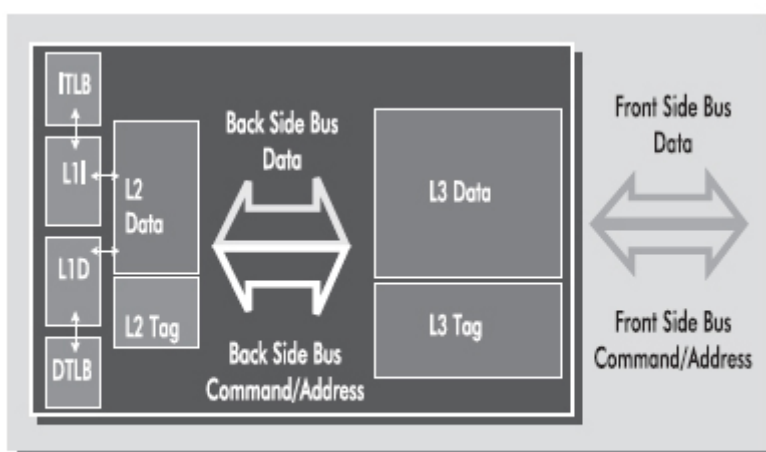 ITLB
L1I
L1D
DTLB
L2
Data
L2 Tag
Back Side Bus
Data
Back Side Bus
Command/Address
L3 Data
L3 Tag
Front Side Bus
Data
Front Side Bus
Command/Address